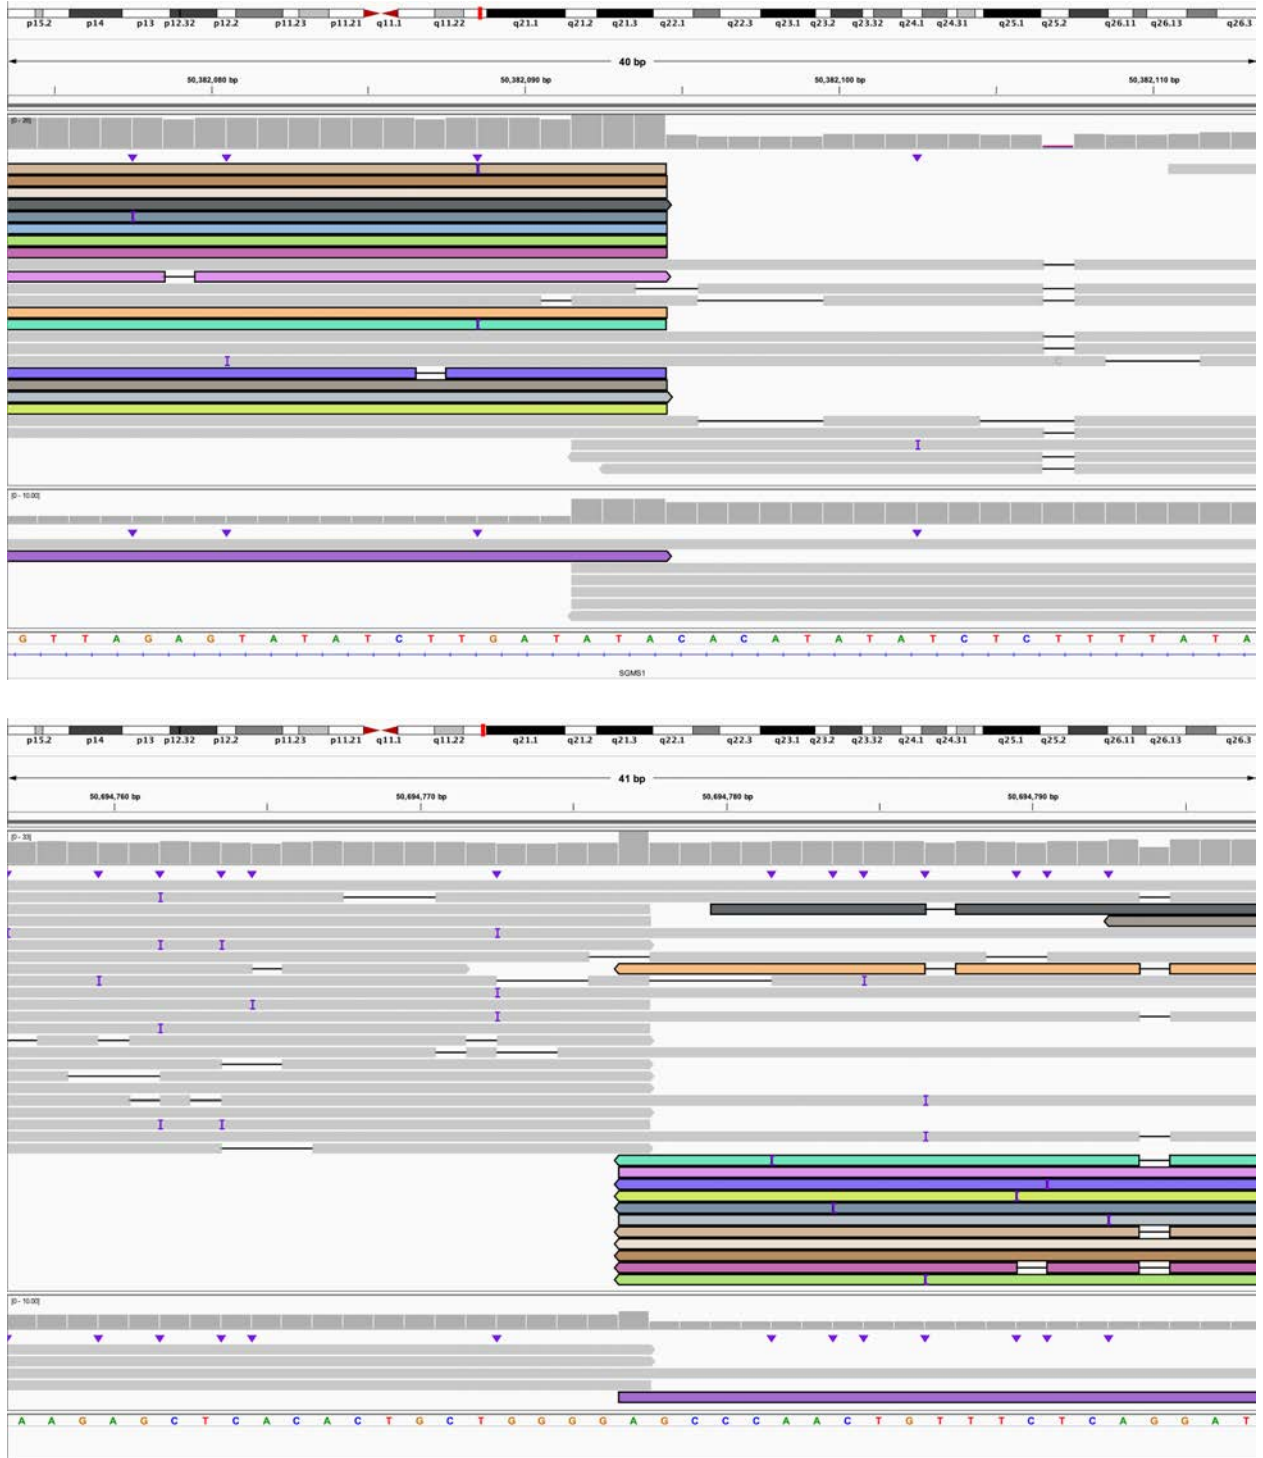 p15.2 p14 p13 p12.32 p12.2 p11.23 p11.21 q11.1 q11.22 q21.1 q21.2 q21.3 q22.1 q22.3 q23.1 q23.2 q23.32 q24.1 q24.31 q25.1 q25.2 q26.11 q26.13 q26.3
40 bp
50,382,080 bp 50,382,090 bp 50,382,100 bp 50,382,110 bp
C
[0 - 10.00]
G T T A G A G T A T A T C T T G A T A T A C A C A T A T A T C T C T T T T A T A
SGMS1
p15.2 p14 p13 p12.32 p12.2 p11.23 p11.21 q11.1 q11.22 q21.1 q21.2 q21.3 q22.1 q22.3 q23.1 q23.2 q23.32 q24.1 q24.31 q25.1 q25.2 q26.11 q26.13 q26.3
41 bp
50,694,760 bp 50,694,770 bp 50,694,780 bp 50,694,790 bp
[0 - 33]
[0 - 10.00]
A A G A G C T C A C A C T G C T G G G G A G C C C A A C T G T T T C T C A G G A T